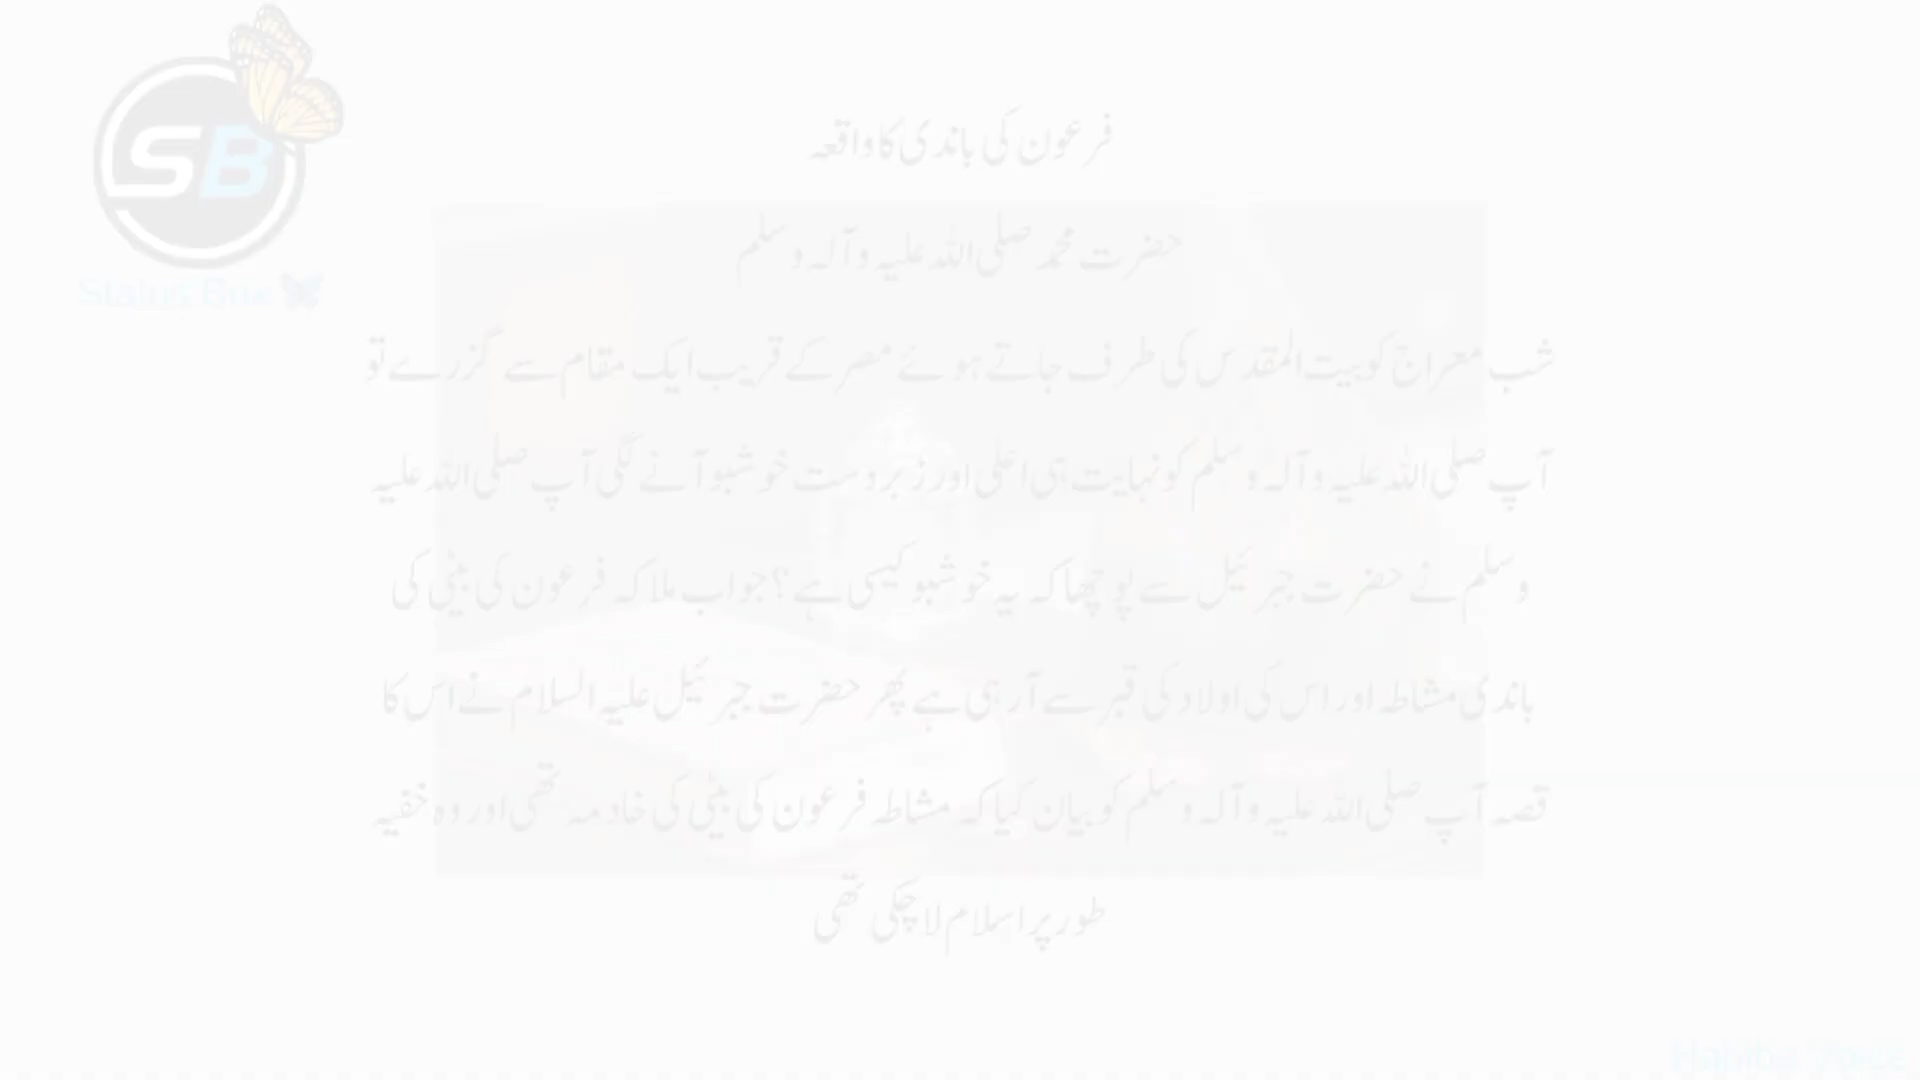 SB
Status Box
فرعون کی باندی کا واقعہ
حضرت محمد صلی اللہ علیہ وآلہ وسلم
شب معراج کو بیت المقدس کی طرف جاتے ہوئے مصر کے قریب ایک مقام سے گزرے تو
آپ صلی اللہ علیہ وآلہ وسلم کو نہایت ہی اعلی اور زبردست خوشبو آنے لگی آپ صلی اللہ علیہ
وسلم نے حضرت جبرئیل سے پوچھا کہ یہ خوشبو کیسی ہے ؟ جواب ملا کہ فرعون کی بیٹی کی
باندی مشاطہ اور اس کی اولاد کی قبر سے آرہی ہے پھر حضرت جبرئیل علیہ السلام نے اس کا
قصہ آپ صلی اللہ علیہ وآلہ وسلم کو بیان کیا کہ مشاطہ فرعون کی بیٹی کی خادمہ تھی اور وہ خفیہ
طور پر اسلام لا چکی تھی
Voice